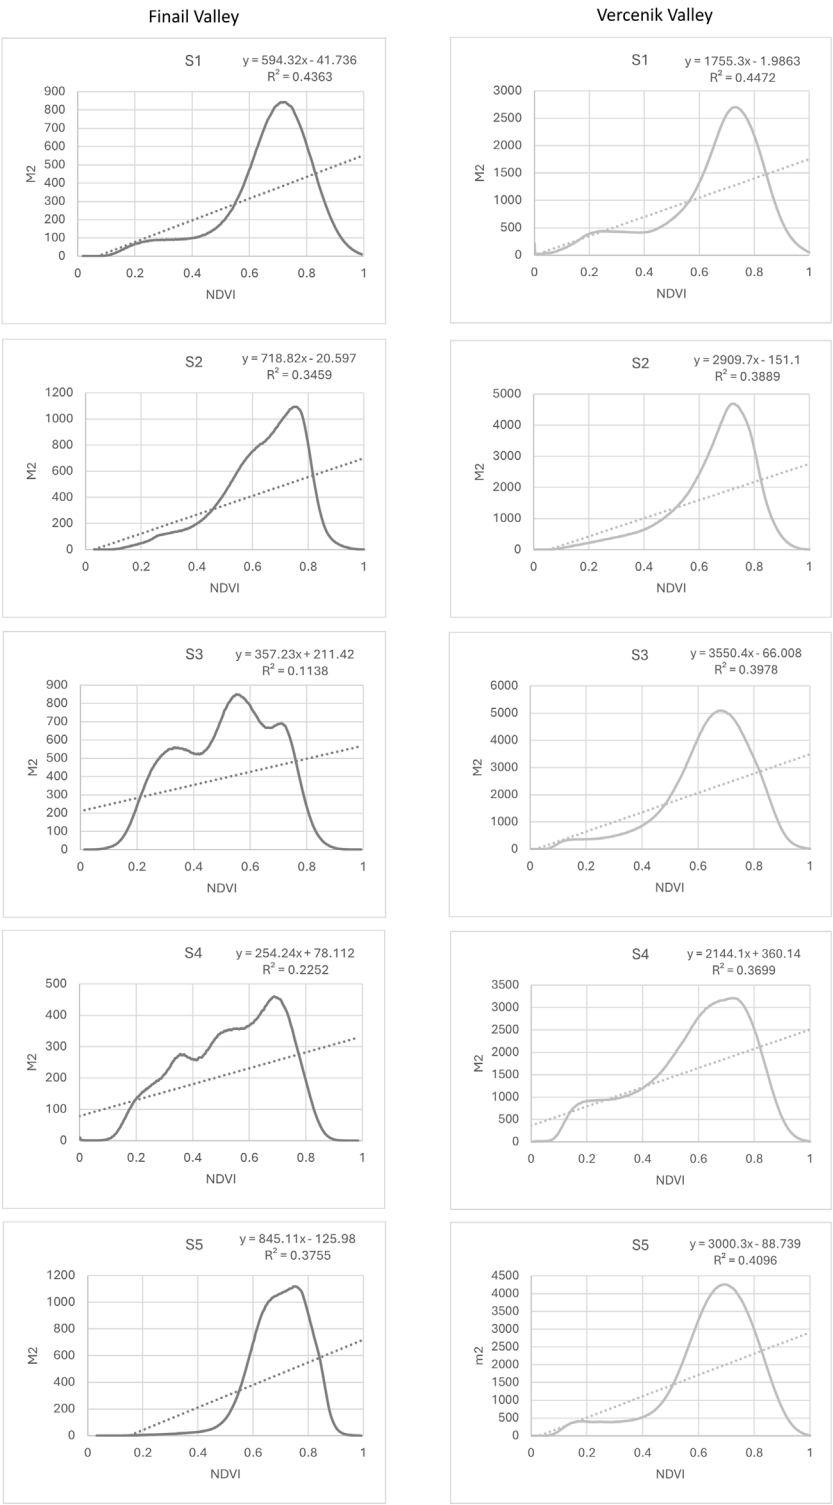 Finail Valley
Vercenik Valley
S1
y = 594.32x - 41.736
R² = 0.4363
900
800
700
600
500
400
300
200
100
0
M2
0 0.2 0.4 0.6 0.8 1
NDVI
S1
y = 1755.3x - 1.9863
R² = 0.4472
3000
2500
2000
1500
1000
500
0
M2
0 0.2 0.4 0.6 0.8 1
NDVI
S2
y = 718.82x - 20.597
R² = 0.3459
1200
1000
800
600
400
200
0
M2
0 0.2 0.4 0.6 0.8 1
NDVI
S2
y = 2909.7x - 151.1
R² = 0.3889
5000
4000
3000
2000
1000
0
M2
0 0.2 0.4 0.6 0.8 1
NDVI
S3
y = 357.23x + 211.42
R² = 0.1138
900
800
700
600
500
400
300
200
100
0
M2
0 0.2 0.4 0.6 0.8 1
NDVI
S3
y = 3550.4x - 66.008
R² = 0.3978
6000
5000
4000
3000
2000
1000
0
M2
0 0.2 0.4 0.6 0.8 1
NDVI
S4
y = 254.24x + 78.112
R² = 0.2252
500
400
300
200
100
0
M2
0 0.2 0.4 0.6 0.8 1
NDVI
S4
y = 2144.1x + 360.14
R² = 0.3699
3500
3000
2500
2000
1500
1000
500
0
M2
0 0.2 0.4 0.6 0.8 1
NDVI
S5
y = 845.11x - 125.98
R² = 0.3755
1200
1000
800
600
400
200
0
M2
0 0.2 0.4 0.6 0.8 1
NDVI
S5
y = 3000.3x - 88.739
R² = 0.4096
4500
4000
3500
3000
2500
2000
1500
1000
500
0
m2
0 0.2 0.4 0.6 0.8 1
NDVI